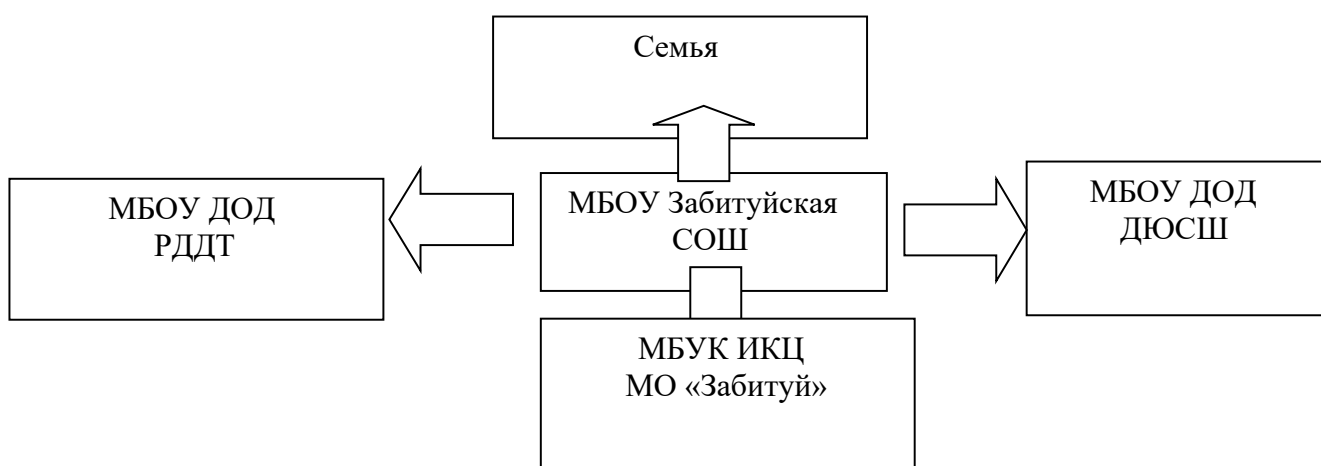 Семья
МБОУ ДОД
РДДТ
МБОУ Забитуйская
СОШ
МБОУ ДОД
ДЮСШ
МБУК ИКЦ
МО «Забитуй»